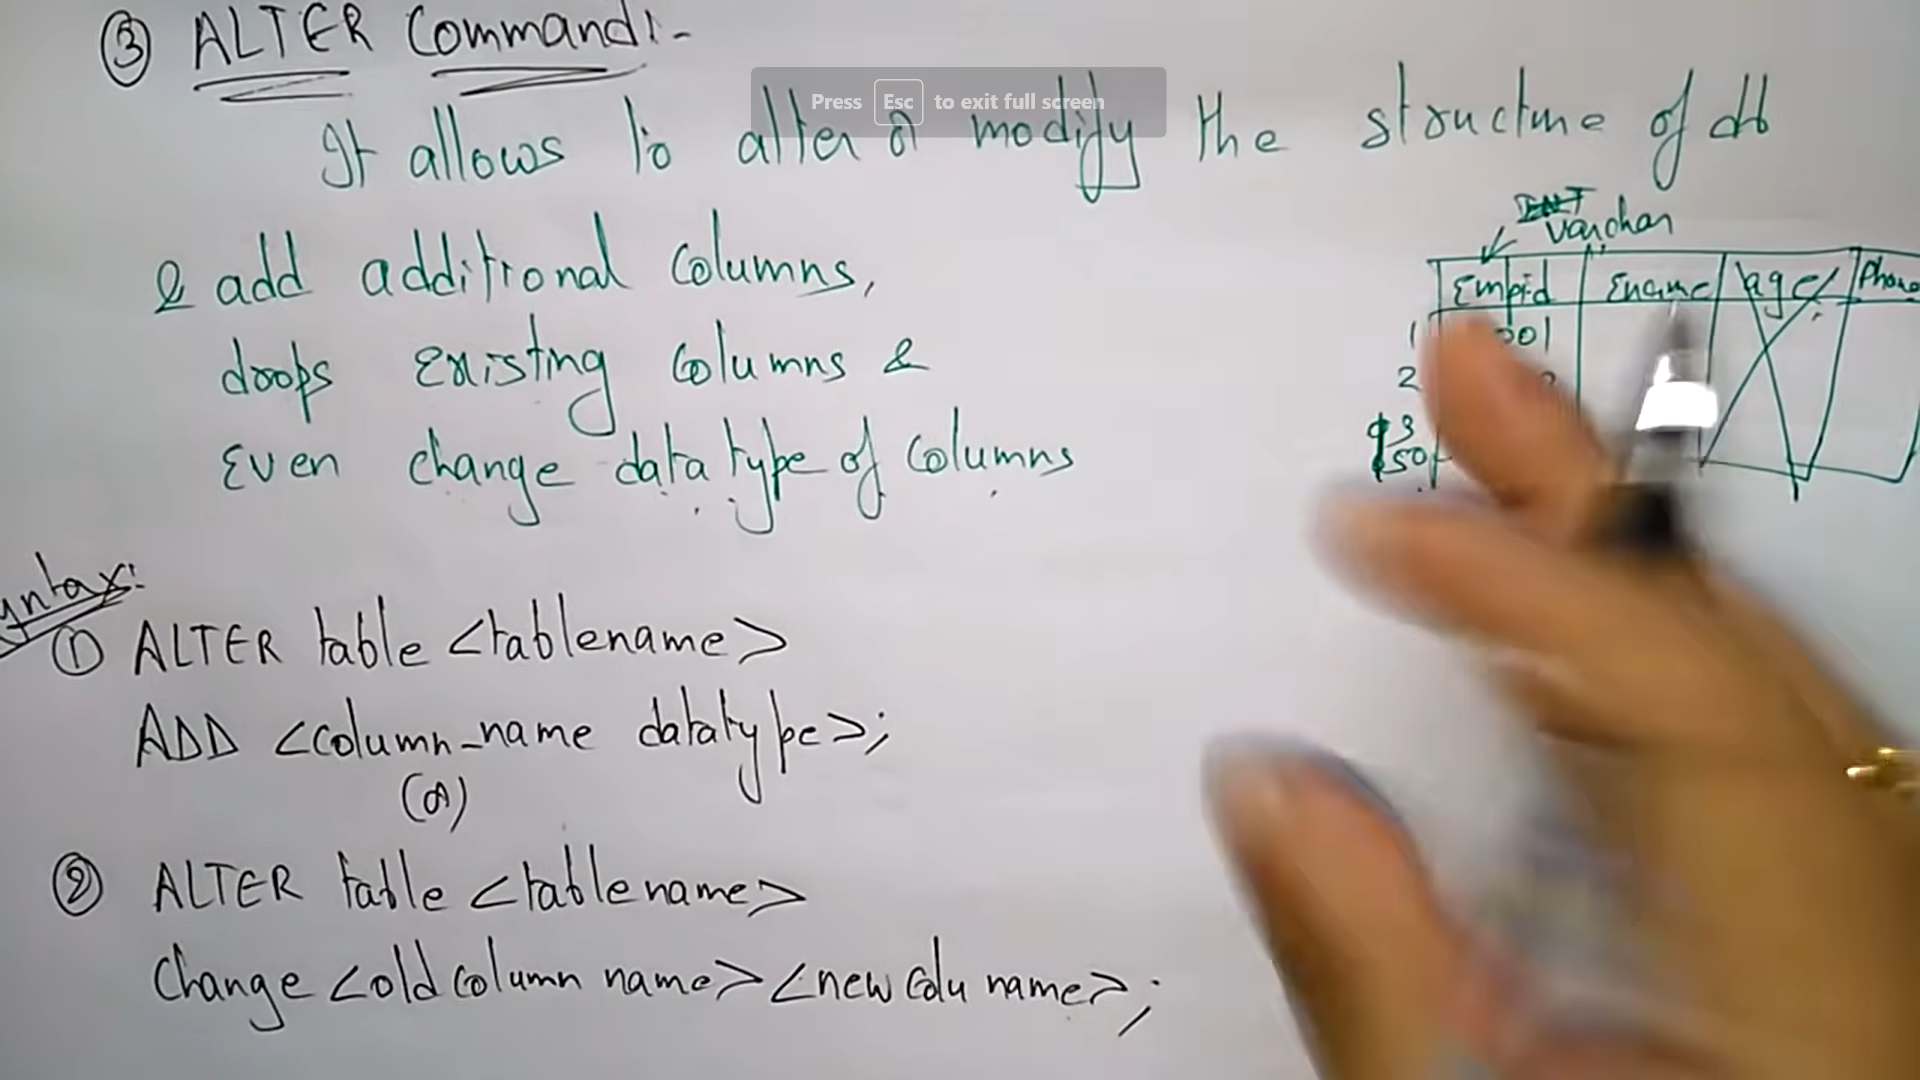 ③ ALTER Command:-
Press Esc to exit full screen
It allows to alter or modify the structure of db
& add additional columns,
drops existing columns &
Even change data type of columns
INT
Varchar
Empid Ename age Phone
1 001
2
3
50
Syntax:
① ALTER table <tablename>
ADD <column_name datatype>;
(or)
② ALTER table <tablename>
Change <old column name> <new colu name>;